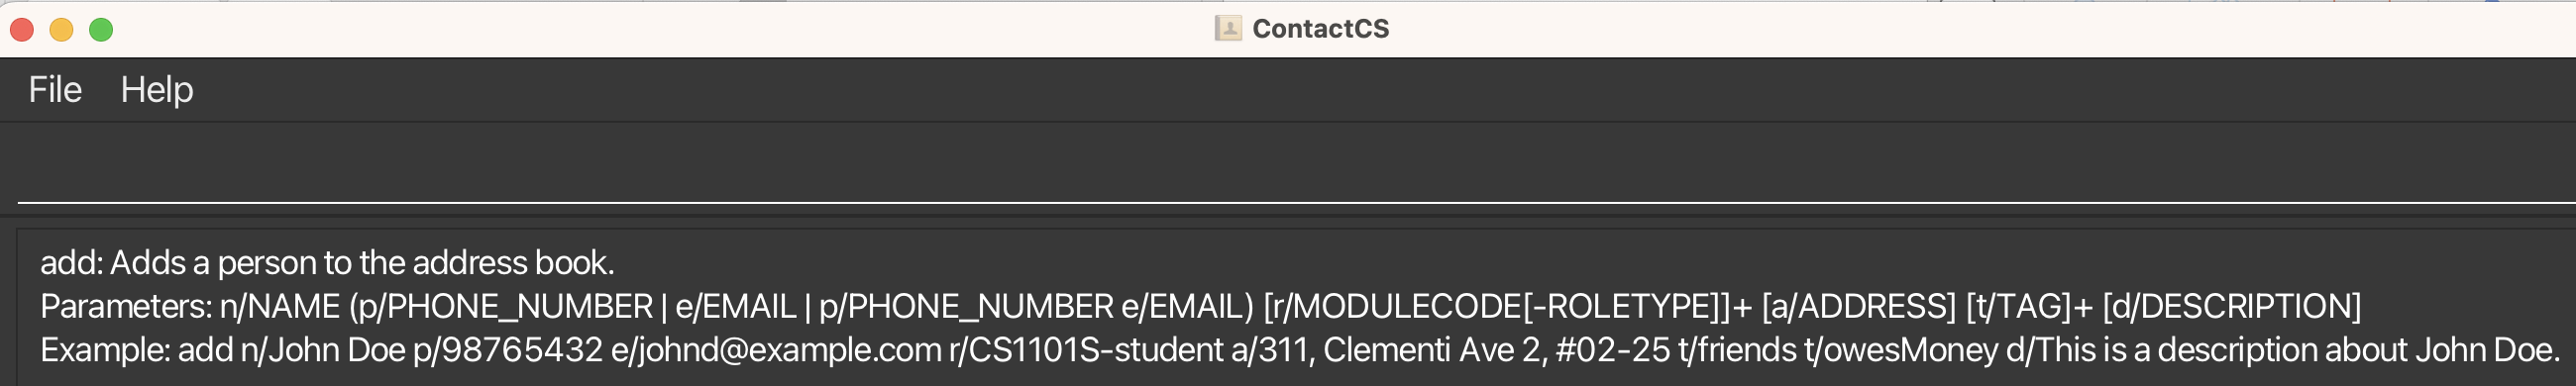 ContactCS
File Help
add: Adds a person to the address book.
Parameters: n/NAME (p/PHONE_NUMBER | e/EMAIL | p/PHONE_NUMBER e/EMAIL) [r/MODULECODE[-ROLETYPE]]+ [a/ADDRESS] [t/TAG]+ [d/DESCRIPTION]
Example: add n/John Doe p/98765432 e/johnd@example.com r/CS1101S-student a/311, Clementi Ave 2, #02-25 t/friends t/owesMoney d/This is a description about John Doe.